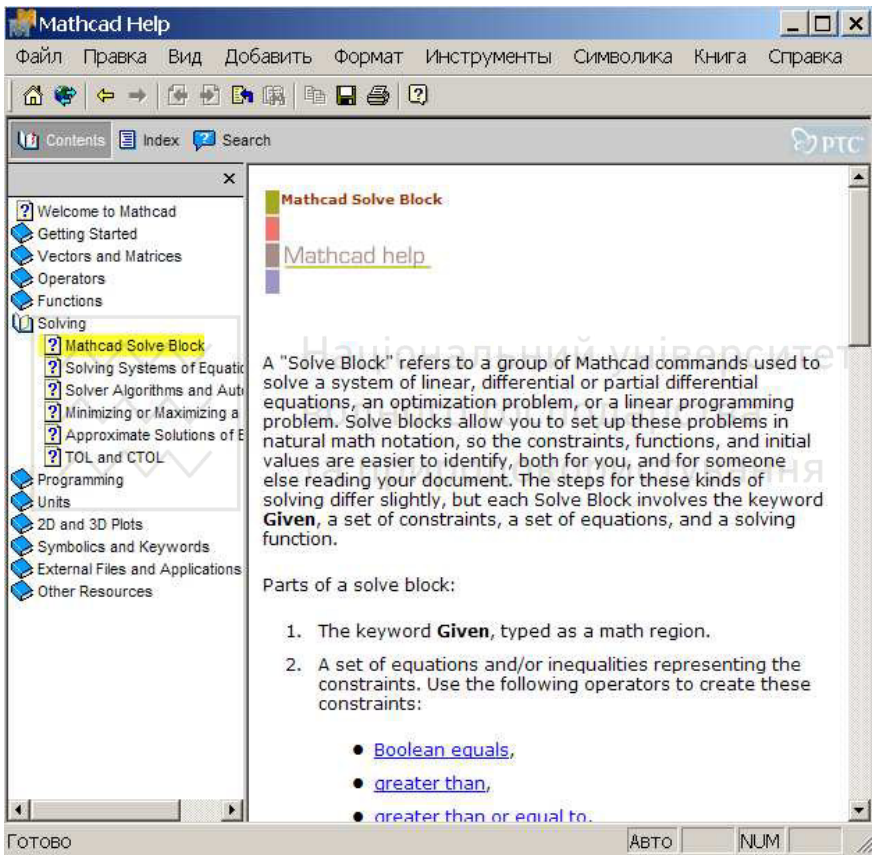 Mathcad Help
Файл Правка Вид Добавить Формат Инструменты Символика Книга Справка
Contents Index Search
PTC
Welcome to Mathcad
Getting Started
Vectors and Matrices
Operators
Functions
Solving
Mathcad Solve Block
Solving Systems of Equatio
Solver Algorithms and Auto
Minimizing or Maximizing a
Approximate Solutions of E
TOL and CTOL
Programming
Units
2D and 3D Plots
Symbolics and Keywords
External Files and Applications
Other Resources
Mathcad Solve Block
Mathcad help
A "Solve Block" refers to a group of Mathcad commands used to
solve a system of linear, differential or partial differential
equations, an optimization problem, or a linear programming
problem. Solve blocks allow you to set up these problems in
natural math notation, so the constraints, functions, and initial
values are easier to identify, both for you, and for someone
else reading your document. The steps for these kinds of
solving differ slightly, but each Solve Block involves the keyword
Given, a set of constraints, a set of equations, and a solving
function.
Parts of a solve block:
1. The keyword Given, typed as a math region.
2. A set of equations and/or inequalities representing the
constraints. Use the following operators to create these
constraints:
Boolean equals,
greater than,
greater than or equal to,
Готово
Авто
NUM
Національний університет
водного господарства
та природокористування